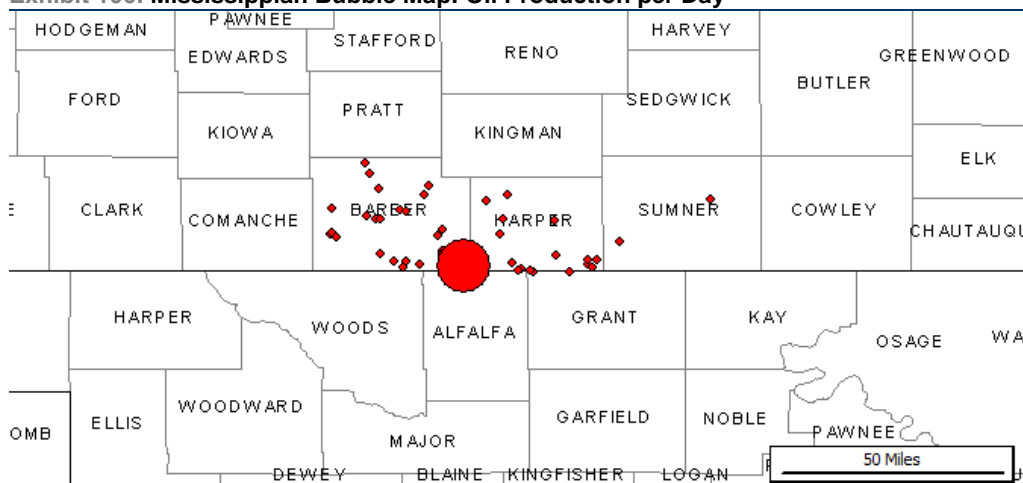 Mississippian Bubble Map: Oil Production per Day
HODGEMAN
PAWNEE
STAFFORD
RENO
HARVEY
GREENWOOD
EDWARDS
BUTLER
FORD
PRATT
SEDGWICK
KIOWA
KINGMAN
ELK
CLARK
COMANCHE
BARBER
HARPER
SUMNER
COWLEY
CHAUTAUQU
HARPER
WOODS
ALFALFA
GRANT
KAY
OSAGE
WA
ELLIS
WOODWARD
GARFIELD
NOBLE
OMB
MAJOR
PAWNEE
DEWEY
BLAINE
KINGFISHER
LOGAN
50 Miles